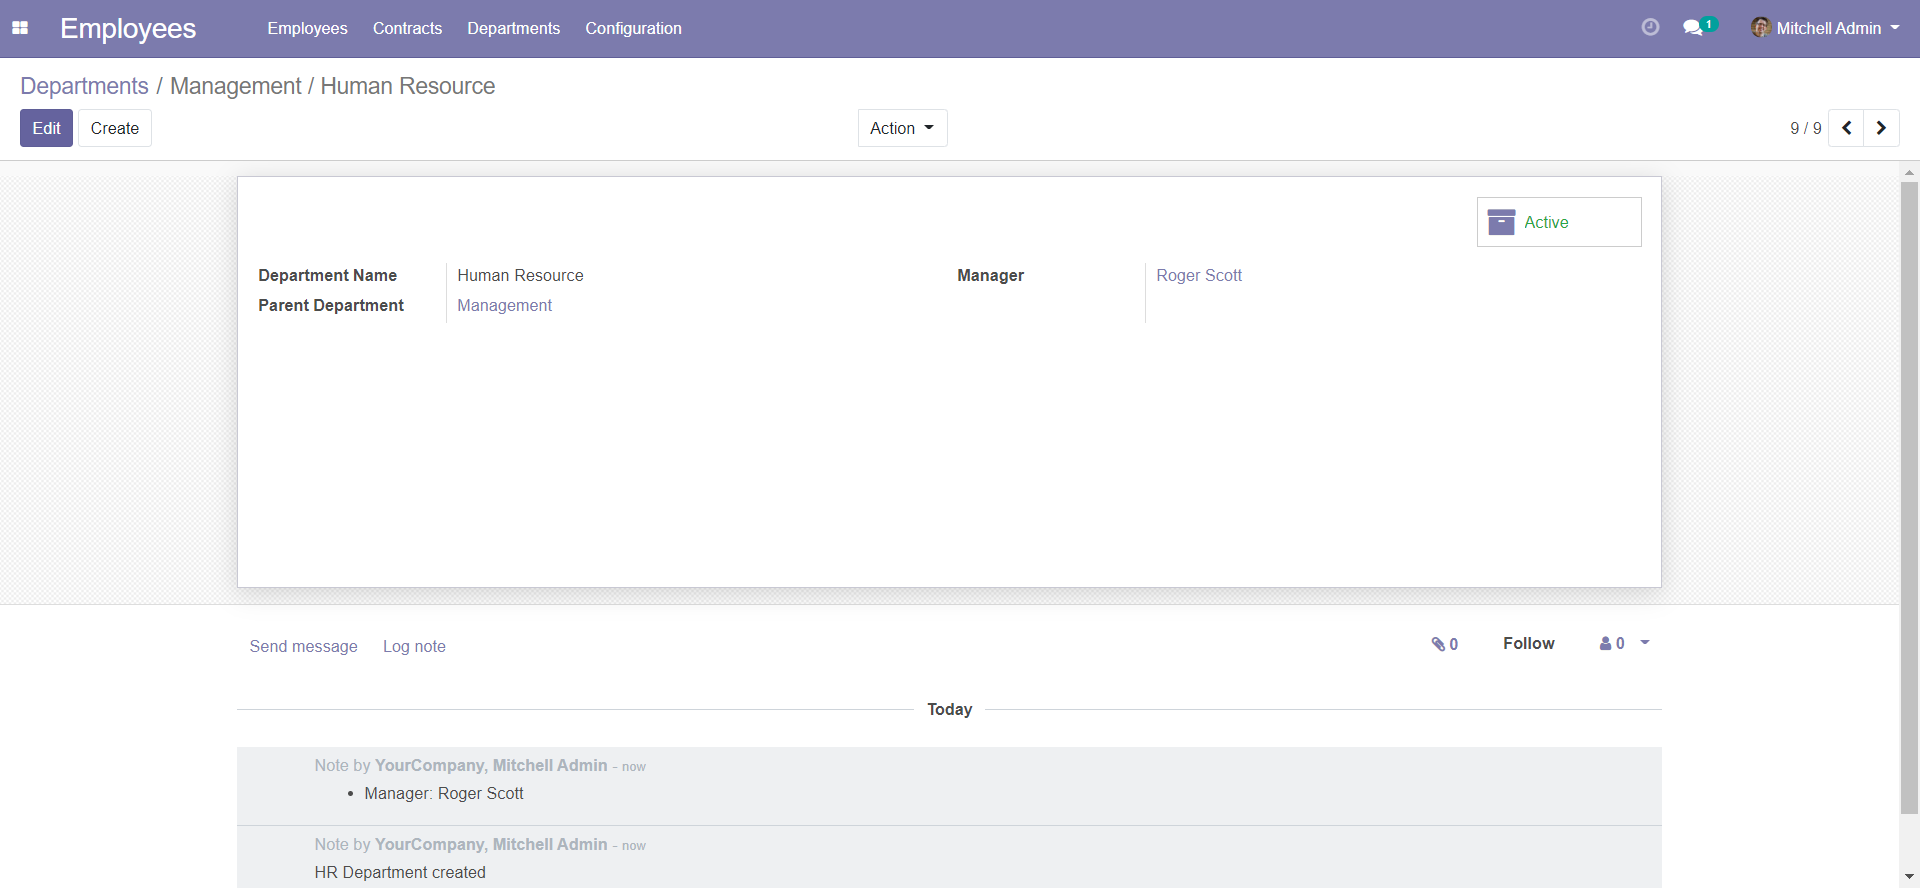 Employees Employees Contracts Departments Configuration 1 Mitchell Admin
Departments / Management / Human Resource
Edit Create Action 9 / 9
Active
Department Name Human Resource Manager Roger Scott
Parent Department Management
Send message Log note 0 Follow 0
Today
Note by YourCompany, Mitchell Admin - now
• Manager: Roger Scott
Note by YourCompany, Mitchell Admin - now
HR Department created